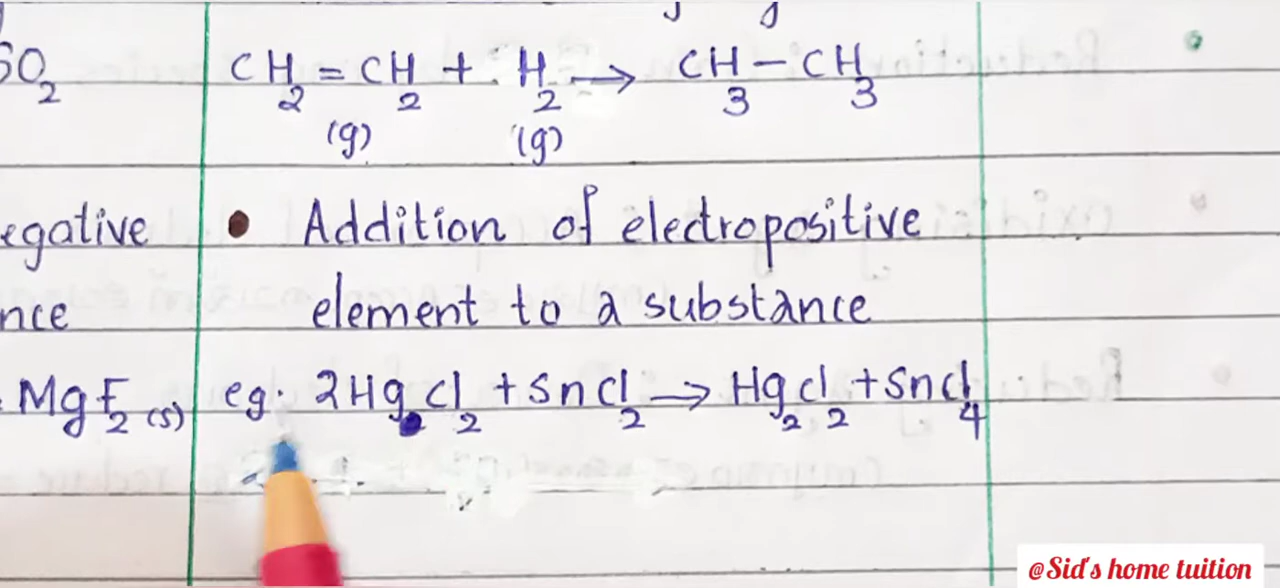 SO₂ CH₂=CH₂ + H₂ → CH₃−CH₃
(g) (g)
egative • Addition of electropositive
nce element to a substance
MgF₂(s) eg: 2HgCl₂ + SnCl₂ → Hg₂Cl₂ + SnCl₄
@Sid's home tuition